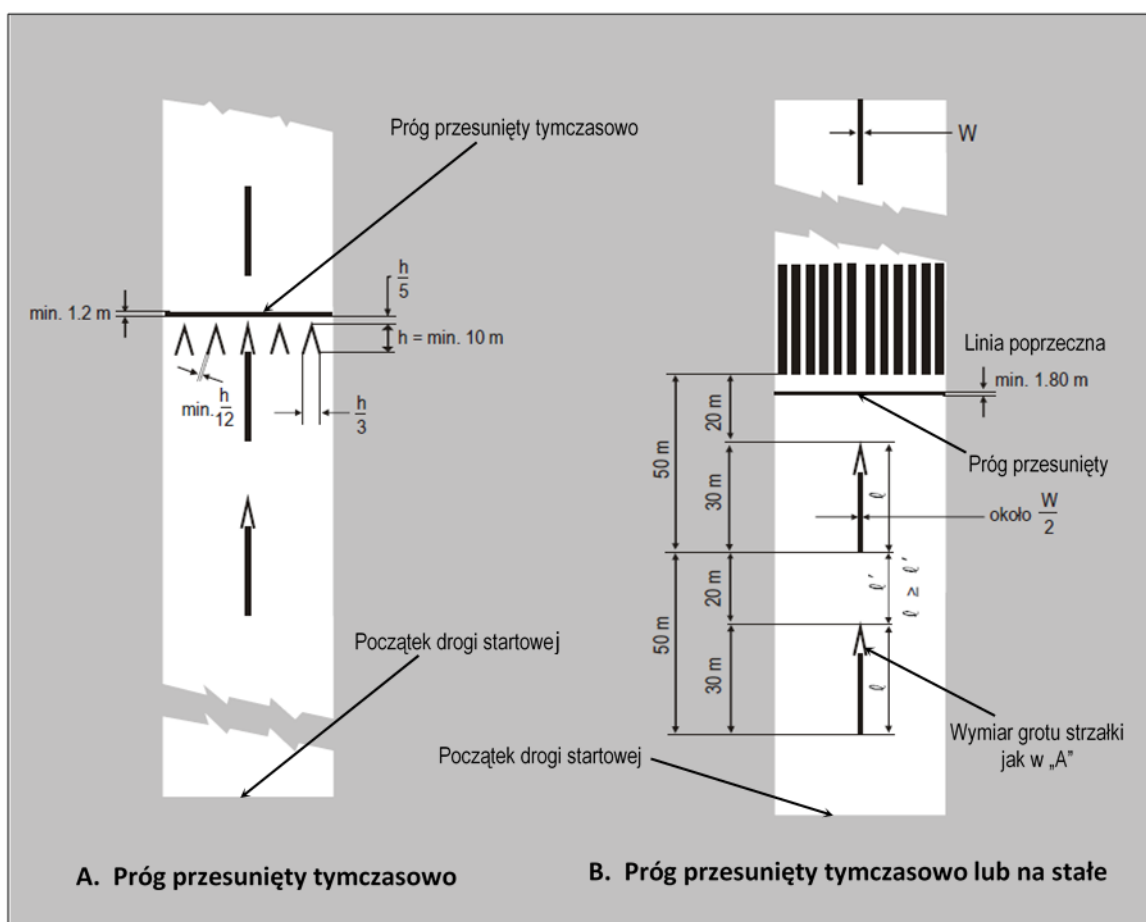 Próg przesunięty tymczasowo
min. 1.2 m
h
5
h = min. 10 m
min. h
12
h
3
Początek drogi startowej
A. Próg przesunięty tymczasowo
W
Linia poprzeczna
min. 1.80 m
20 m
50 m
30 m
ℓ
Próg przesunięty
około W
2
20 m
ℓ′
ℓ ≥ ℓ′
50 m
30 m
ℓ
Wymiar grotu strzałki
jak w „A”
Początek drogi startowej
B. Próg przesunięty tymczasowo lub na stałe